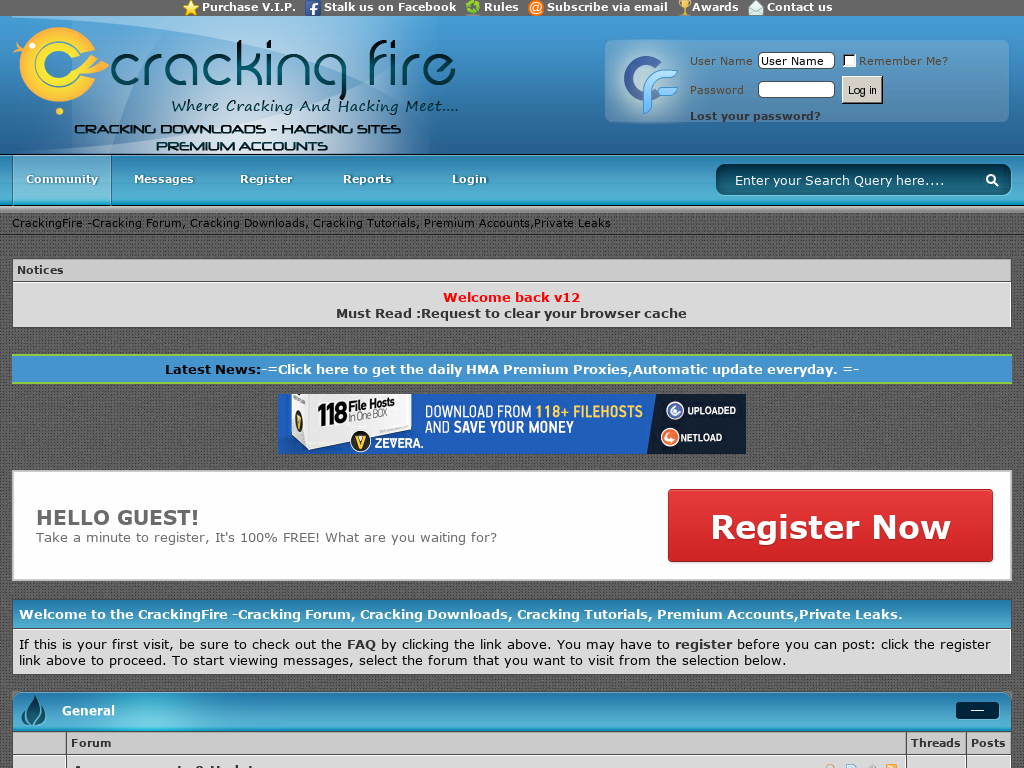 Purchase V.I.P. Stalk us on Facebook Rules Subscribe via email Awards Contact us
cracking fire
Where Cracking And Hacking Meet....
CRACKING DOWNLOADS - HACKING SITES
PREMIUM ACCOUNTS
User Name User Name Remember Me?
Password Log in
Lost your password?
Community Messages Register Reports Login Enter your Search Query here....
CrackingFire -Cracking Forum, Cracking Downloads, Cracking Tutorials, Premium Accounts,Private Leaks
Notices
Welcome back v12
Must Read :Request to clear your browser cache
Latest News:-=Click here to get the daily HMA Premium Proxies,Automatic update everyday. =-
118 File Hosts
In One BOX
ZEVERA.
DOWNLOAD FROM 118+ FILEHOSTS
AND SAVE YOUR MONEY
UPLOADED
NETLOAD
HELLO GUEST!
Take a minute to register, It's 100% FREE! What are you waiting for?
Register Now
Welcome to the CrackingFire -Cracking Forum, Cracking Downloads, Cracking Tutorials, Premium Accounts,Private Leaks.
If this is your first visit, be sure to check out the FAQ by clicking the link above. You may have to register before you can post: click the register
link above to proceed. To start viewing messages, select the forum that you want to visit from the selection below.
General
Forum Threads Posts